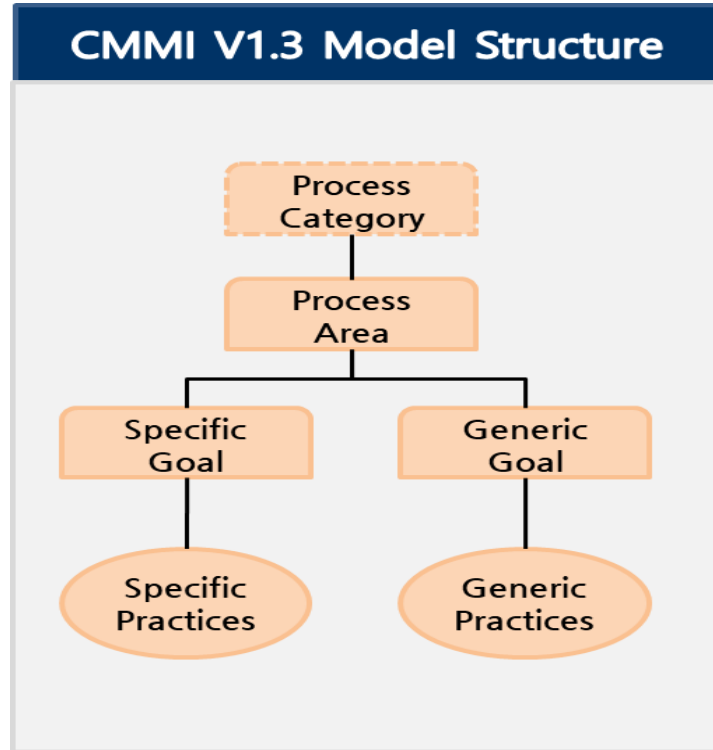 CMMI V1.3 Model Structure
Process
Category
Process
Area
Specific
Goal
Generic
Goal
Specific
Practices
Generic
Practices